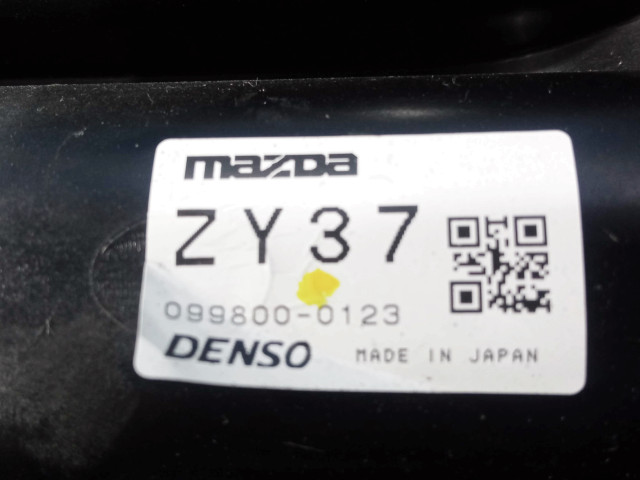 mazda
ZY37
099800-0123
DENSO MADE IN JAPAN